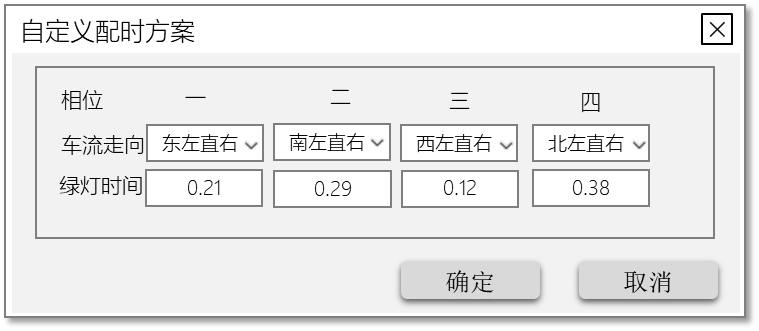 自定义配时方案
相位 一 二 三 四
车流走向 东左直右 南左直右 西左直右 北左直右
绿灯时间 0.21 0.29 0.12 0.38
确定 取消